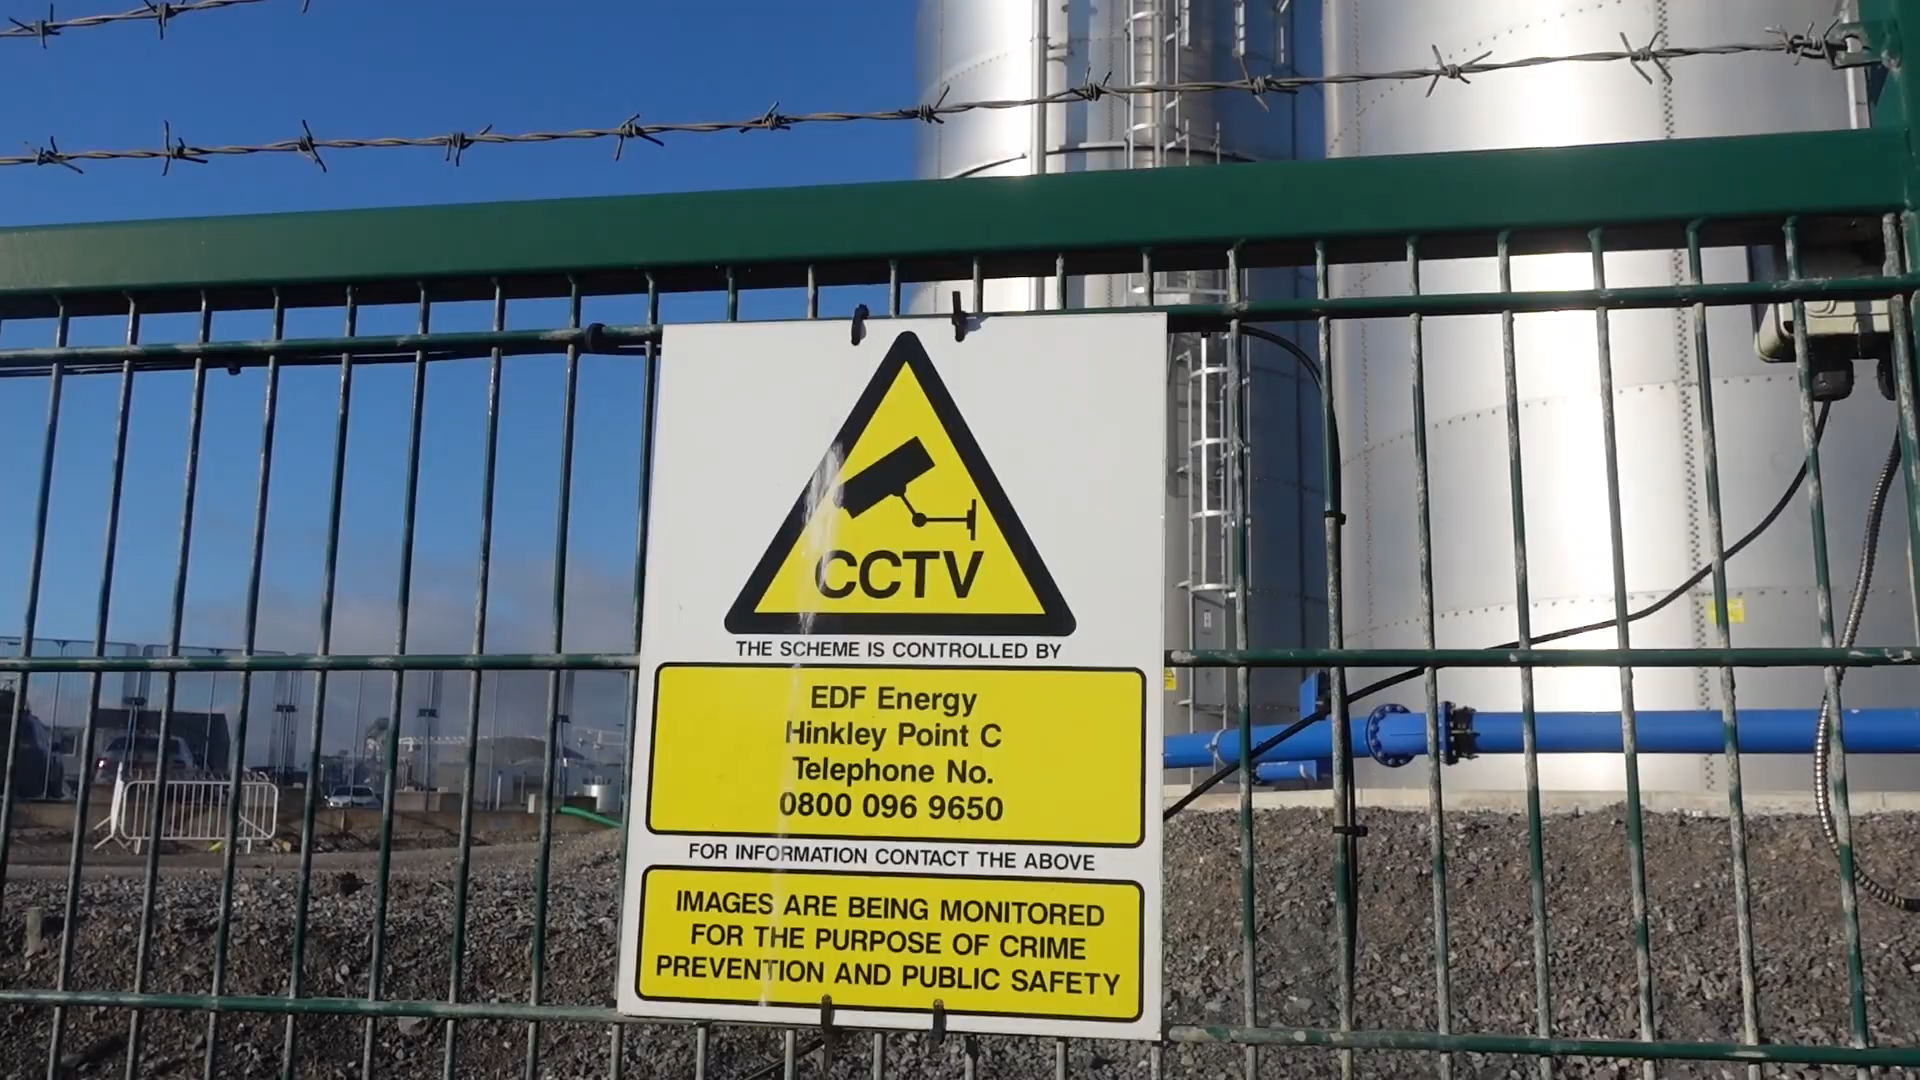 CCTV
THE SCHEME IS CONTROLLED BY
EDF Energy
Hinkley Point C
Telephone No.
0800 096 9650
FOR INFORMATION CONTACT THE ABOVE
IMAGES ARE BEING MONITORED
FOR THE PURPOSE OF CRIME
PREVENTION AND PUBLIC SAFETY